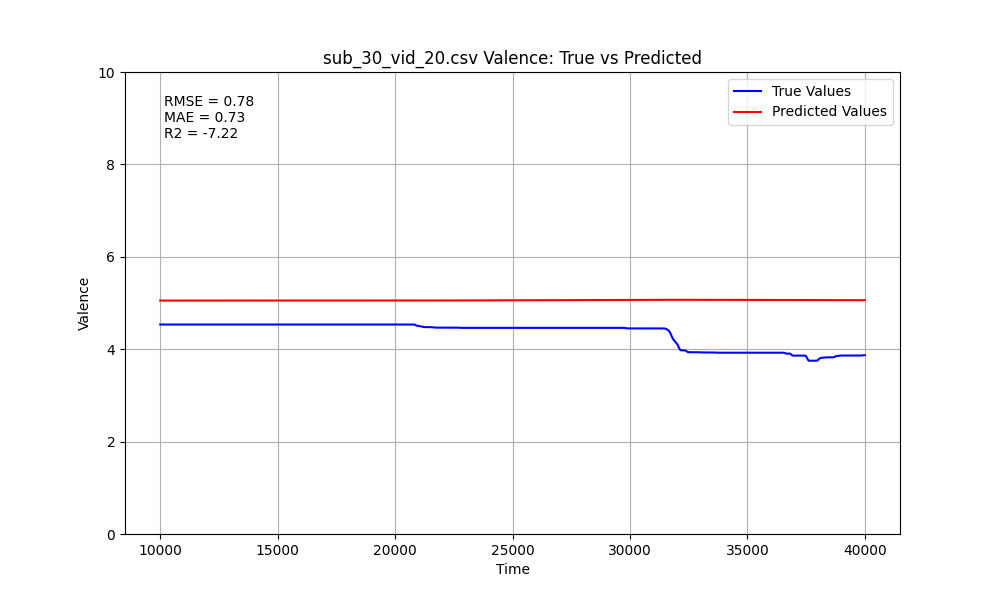 sub_30_vid_20.csv Valence: True vs Predicted
RMSE = 0.78
MAE = 0.73
R2 = -7.22
True Values
Predicted Values
Valence
10
8
6
4
2
0
10000
15000
20000
25000
30000
35000
40000
Time